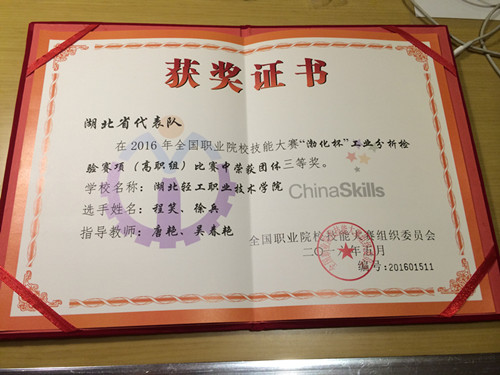 获奖证书
湖北省代表队
在2016年全国职业院校技能大赛“渤化杯”工业分析检
验赛项（高职组）比赛中荣获团体三等奖。
学校名称：湖北轻工职业技术学院
ChinaSkills
选手姓名：程笑、徐兵
指导教师：唐艳、吴春艳
全国职业院校技能大赛组织委员会
二〇一 年五月
编号:201601511